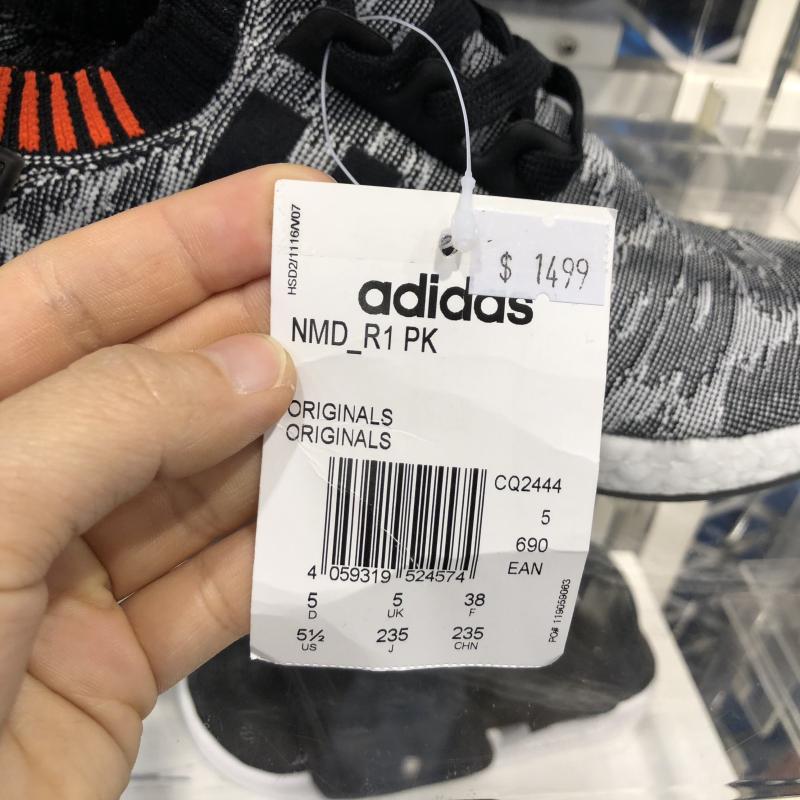 HSD2/1116/V07
$ 1499
adidas
NMD_R1 PK
ORIGINALS
ORIGINALS
CQ2444
5
690
EAN
4 059319 524574
5 5 38
D UK F
5½ 235 235
US J CHN
PO# 119059063